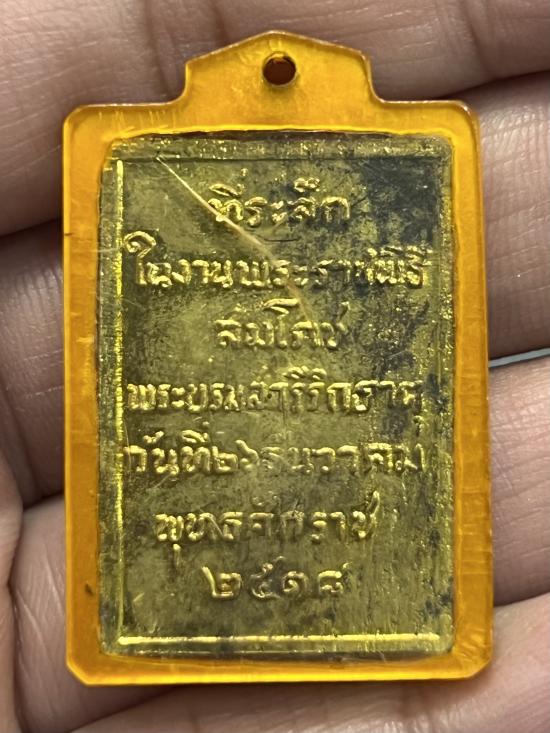 ที่ระลึก
ในงานพระราชพิธี
สมโภช
พระบรมสารีริกธาตุ
วันที่๒๖ธันวาคม
พุทธศักราช
๒๕๑๘